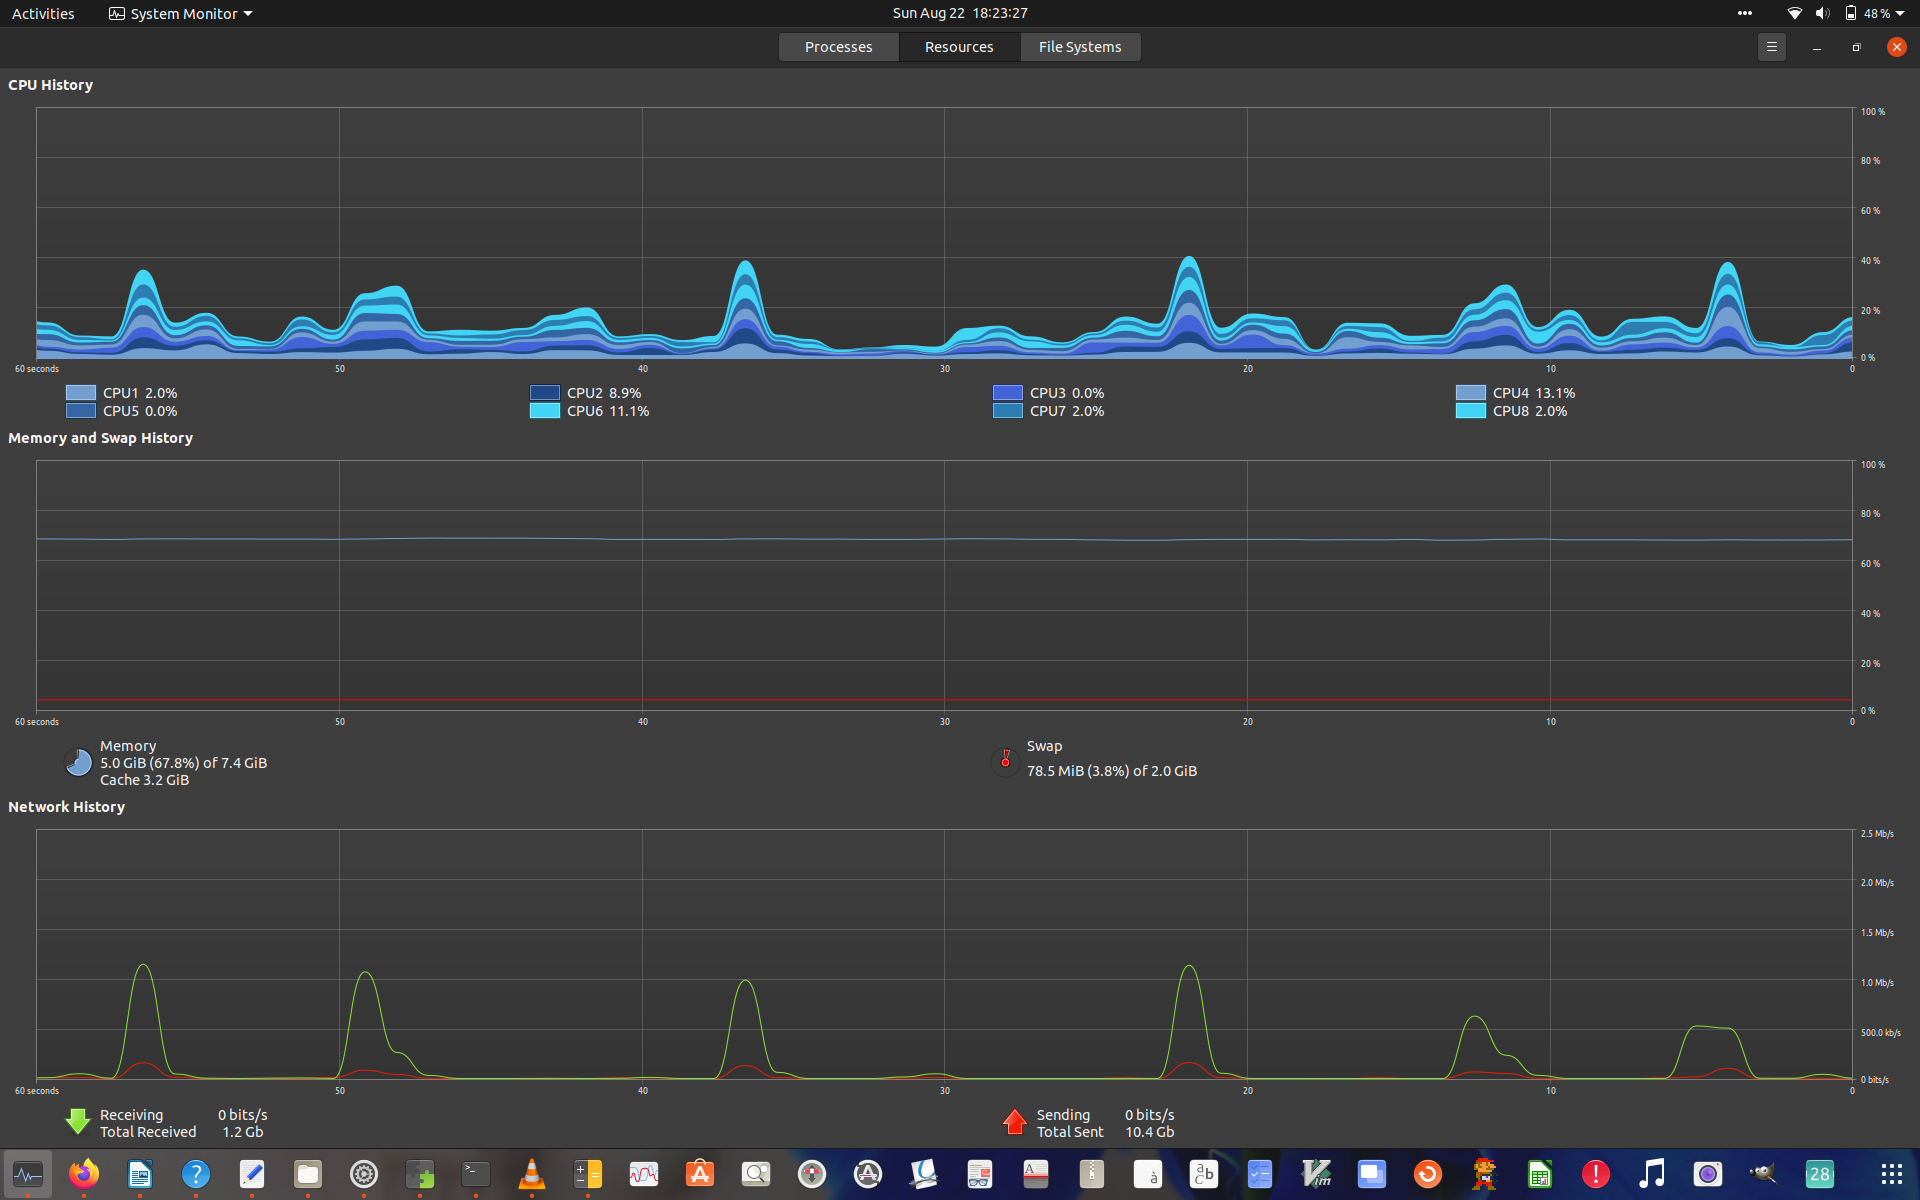 Activities System Monitor Sun Aug 22 18:23:27 48 %
Processes Resources File Systems
CPU History
100 %
80 %
60 %
40 %
20 %
0 %
60 seconds 50 40 30 20 10 0
CPU1 2.0% CPU2 8.9% CPU3 0.0% CPU4 13.1%
CPU5 0.0% CPU6 11.1% CPU7 2.0% CPU8 2.0%
Memory and Swap History
100 %
80 %
60 %
40 %
20 %
0 %
60 seconds 50 40 30 20 10 0
Memory
5.0 GiB (67.8%) of 7.4 GiB
Cache 3.2 GiB
Swap
78.5 MiB (3.8%) of 2.0 GiB
Network History
2.5 Mb/s
2.0 Mb/s
1.5 Mb/s
1.0 Mb/s
500.0 kb/s
0 bits/s
60 seconds 50 40 30 20 10 0
Receiving 0 bits/s
Total Received 1.2 Gb
Sending 0 bits/s
Total Sent 10.4 Gb
? >_ A à a b c Vim ! 28